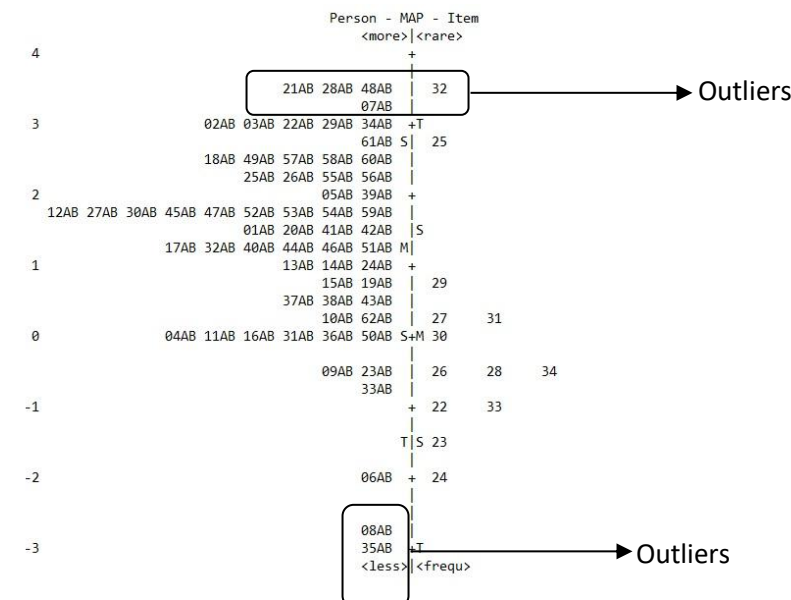 Person - MAP - Item
<more>|<rare>
4 +
|
21AB 28AB 48AB | 32 Outliers
07AB |
3 02AB 03AB 22AB 29AB 34AB +T
61AB S| 25
18AB 49AB 57AB 58AB 60AB |
25AB 26AB 55AB 56AB |
2 05AB 39AB +
12AB 27AB 30AB 45AB 47AB 52AB 53AB 54AB 59AB |
01AB 20AB 41AB 42AB |S
17AB 32AB 40AB 44AB 46AB 51AB M|
1 13AB 14AB 24AB +
15AB 19AB | 29
37AB 38AB 43AB |
10AB 62AB | 27 31
0 04AB 11AB 16AB 31AB 36AB 50AB S+M 30
|
09AB 23AB | 26 28 34
33AB |
-1 + 22 33
|
T|S 23
|
-2 06AB + 24
|
|
08AB |
-3 35AB +T Outliers
<less>|<frequ>